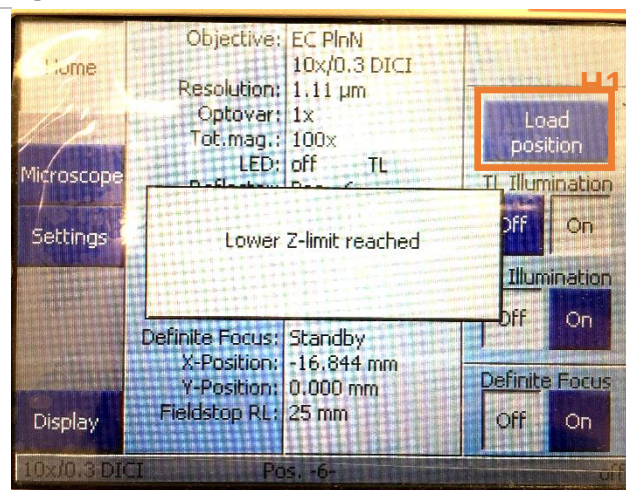 Home
Microscope
Settings
Display
Objective: EC PlnN
10x/0.3 DICI
Resolution: 1.11 µm
Optovar: 1x
Tot.mag.: 100x
LED: off TL
Lower Z-limit reached
Definite Focus: Standby
X-Position: -16.844 mm
Y-Position: 0.000 mm
Fieldstop RL: 25 mm
H1
Load
position
TL Illumination
Off On
Illumination
Off On
Definite Focus
Off On
10x/0.3 DICI Pos. -6- off